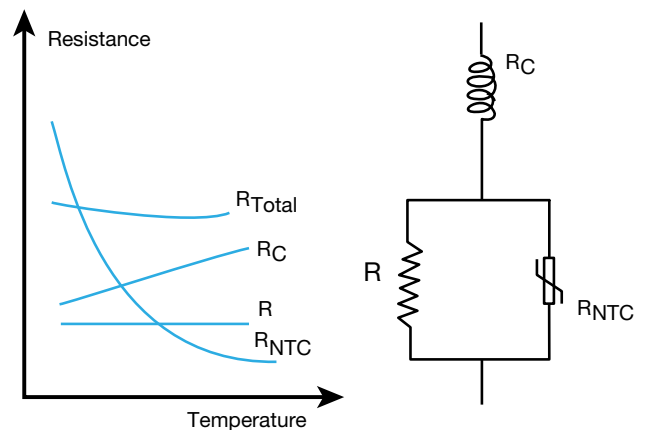 Resistance
RTotal
RC
R
RNTC
Temperature
RC
R
RNTC